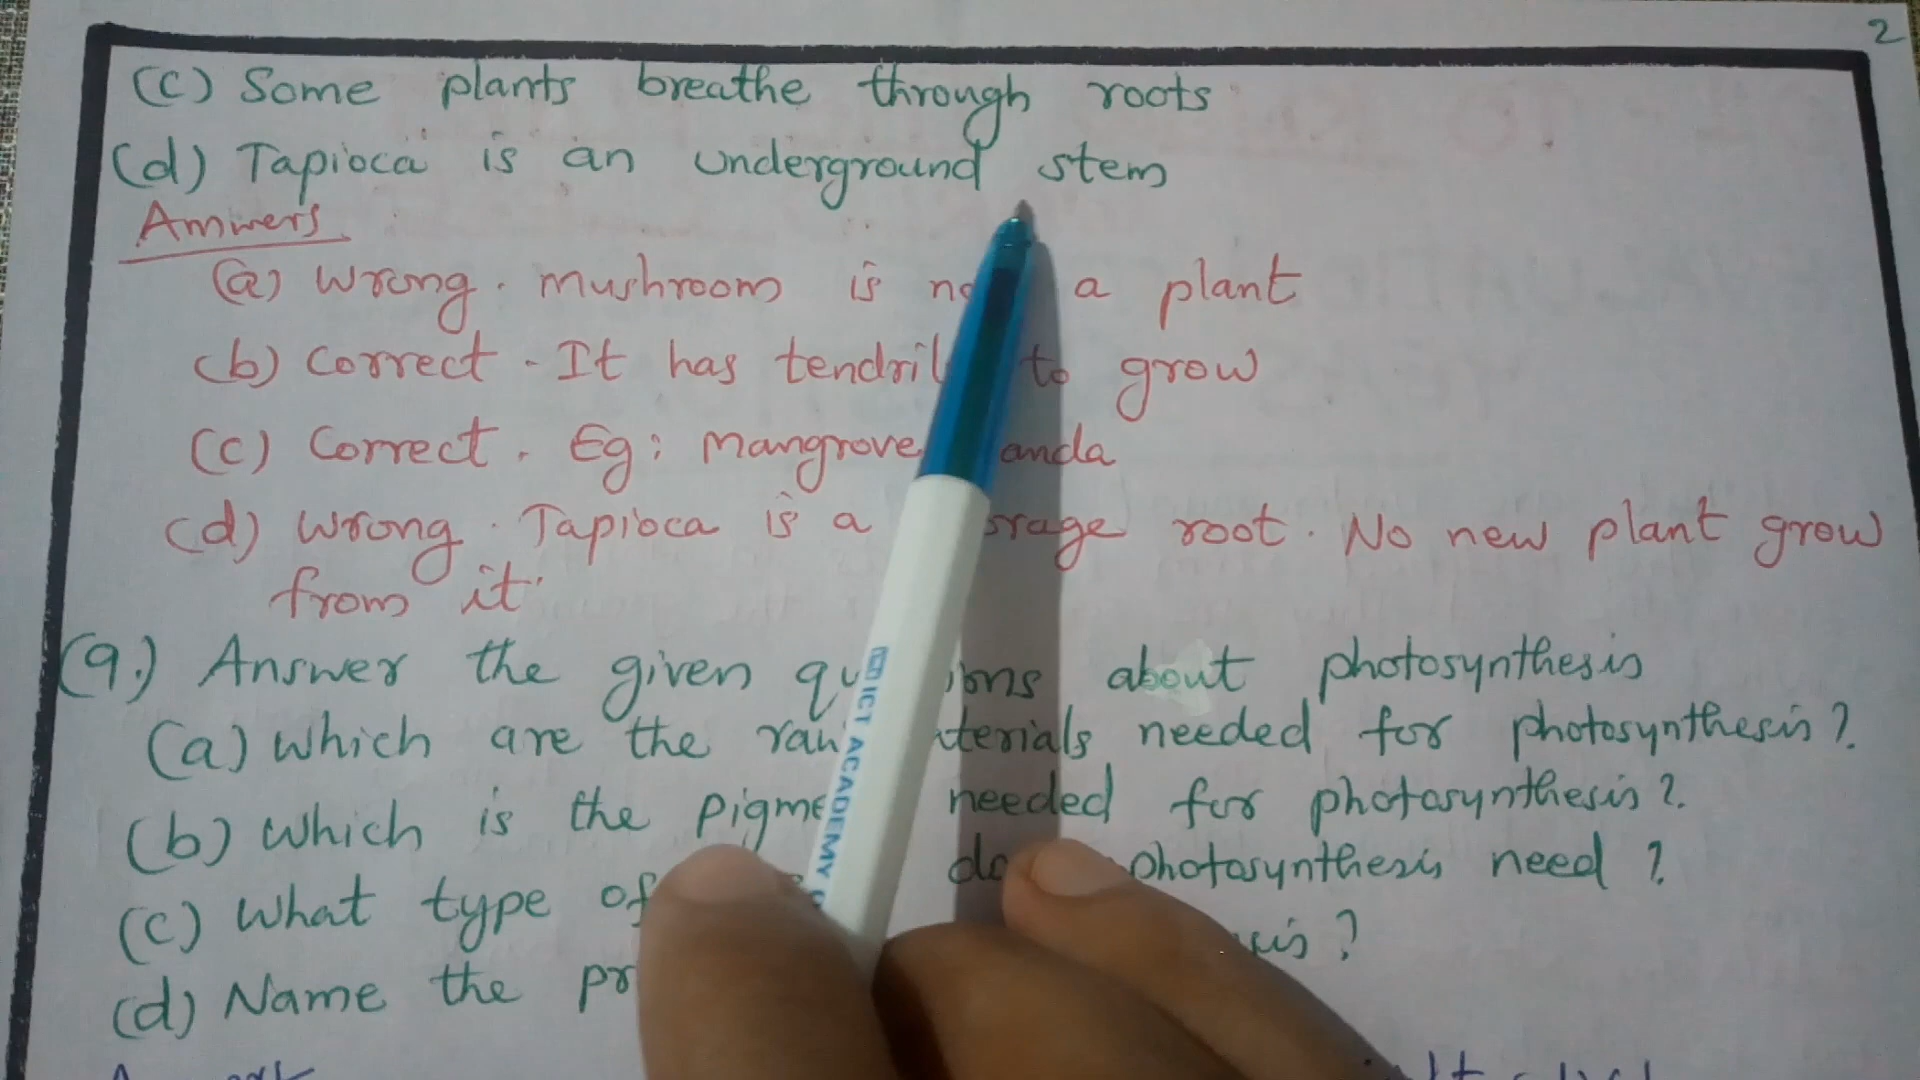 2
(c) Some plants breathe through roots
(d) Tapioca is an underground stem
Answers
(a) Wrong. mushroom is a plant
(b) Correct. It has to grow
(c) Correct. Eg: Mangrove
(d) Wrong. Tapioca is a root. No new plant grow
from it.
(9.) Answer the given about photosynthesis
(a) Which are the needed for photosynthesis?
(b) Which is the needed for photosynthesis?
(c) What type of photosynthesis need?
(d) Name the ?
ICT ACADEMY